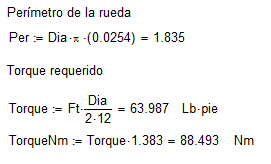 Perímetro de la rueda
Per := Dia·π·(0.0254) = 1.835
Torque requerido
Torque := Ft·Dia/(2·12) = 63.987 Lb·pie
TorqueNm := Torque·1.383 = 88.493 Nm